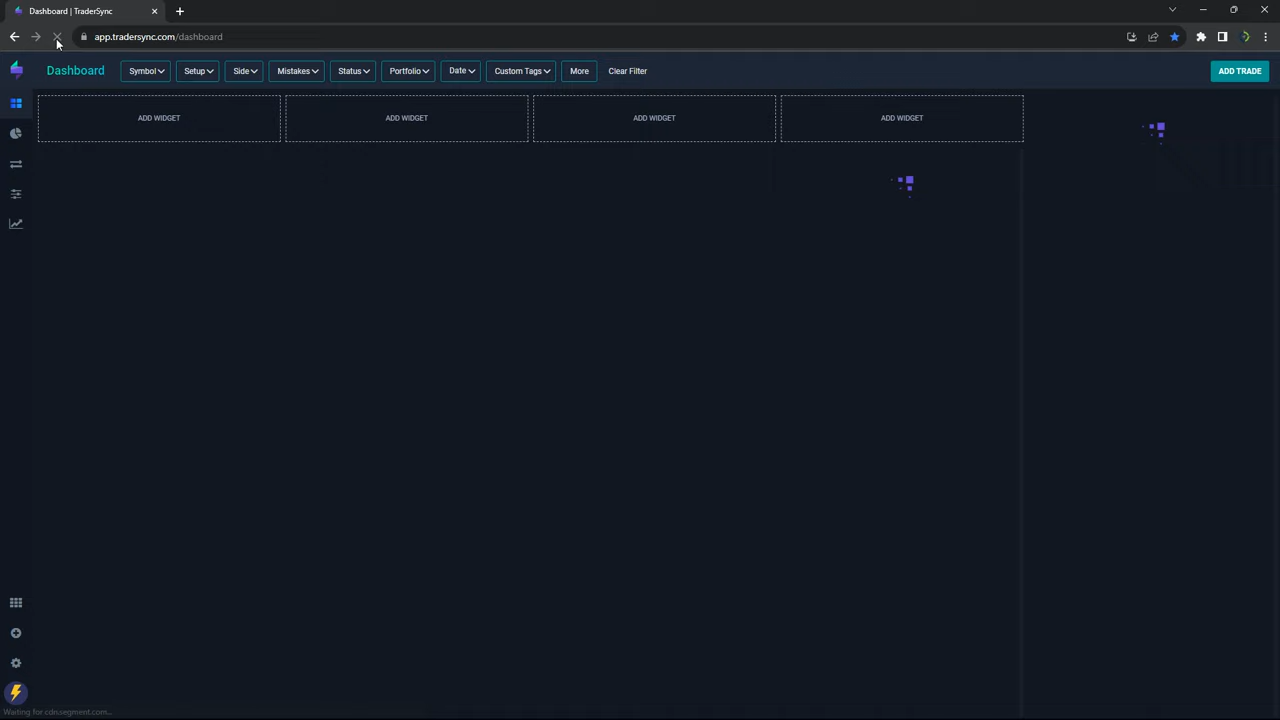 Dashboard | TraderSync
app.tradersync.com/dashboard
Dashboard Symbol Setup Side Mistakes Status Portfolio Date Custom Tags More Clear Filter ADD TRADE
ADD WIDGET ADD WIDGET ADD WIDGET ADD WIDGET
Waiting for cdn.segment.com...